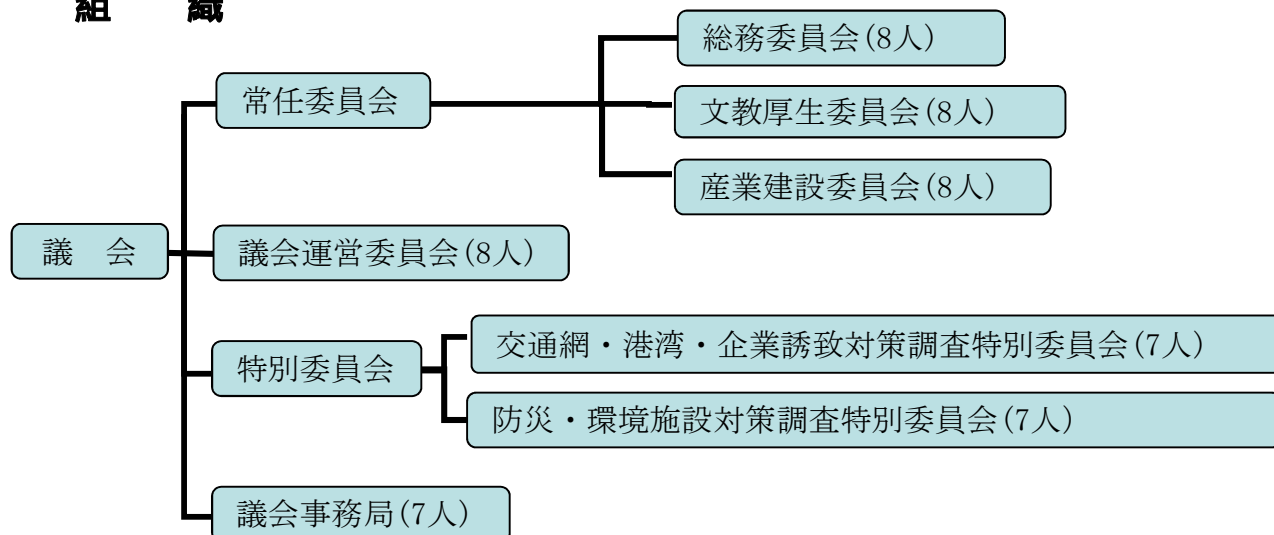 組　織
総務委員会(8人)
常任委員会
文教厚生委員会(8人)
産業建設委員会(8人)
議　会
議会運営委員会(8人)
交通網・港湾・企業誘致対策調査特別委員会(7人)
特別委員会
防災・環境施設対策調査特別委員会(7人)
議会事務局(7人)